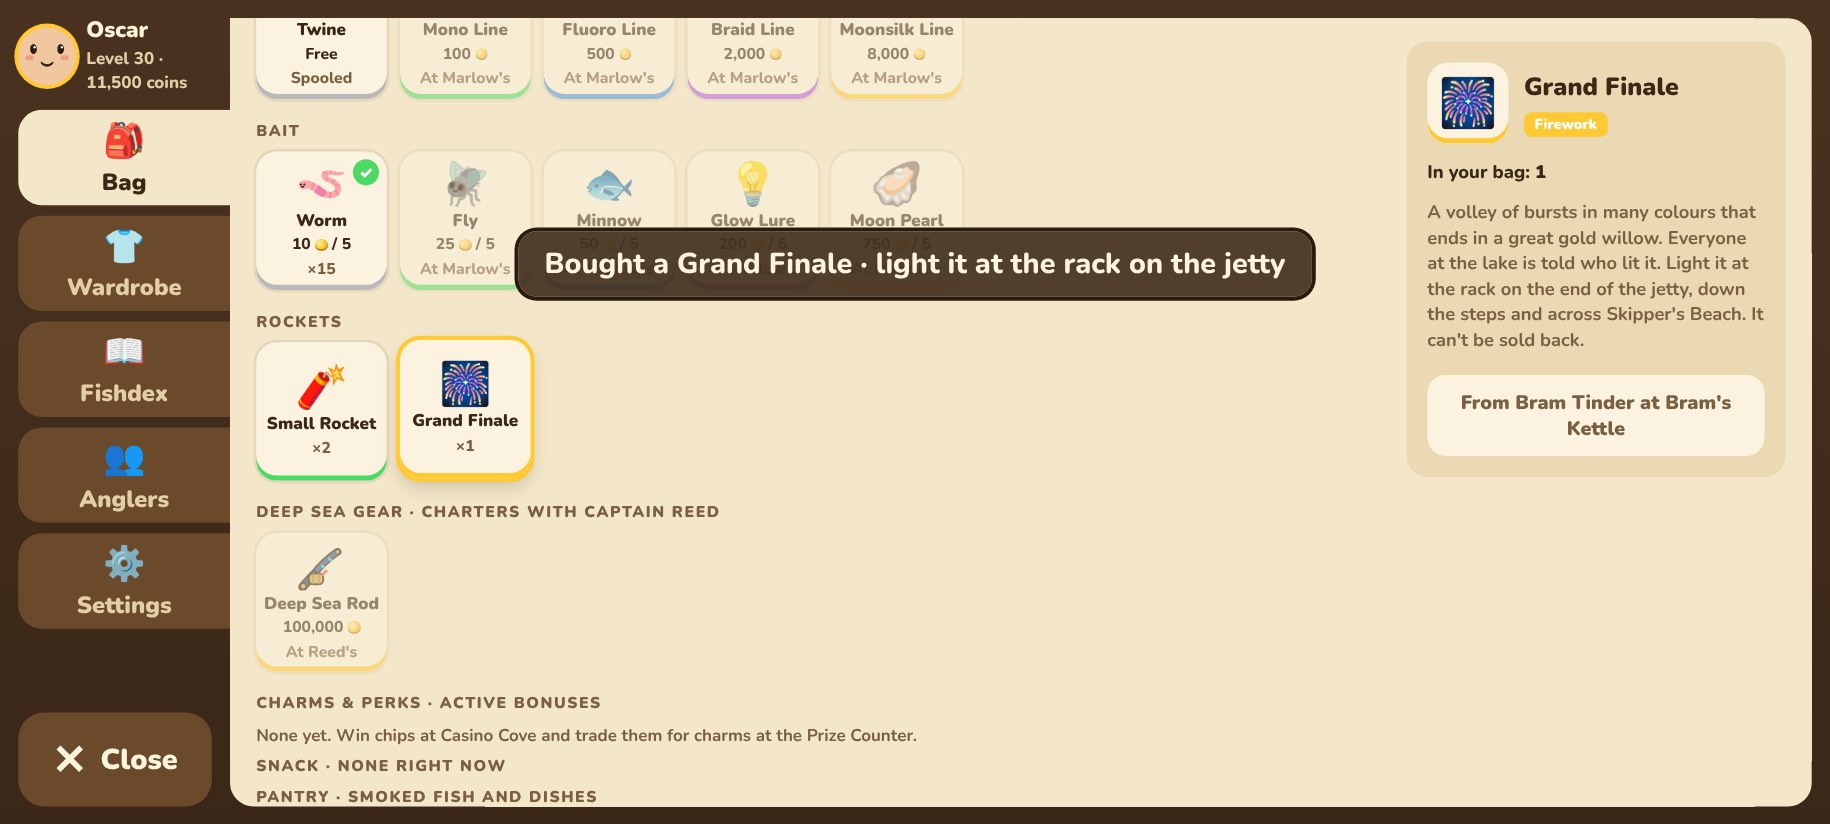 Oscar
Level 30 ·
11,500 coins
Bag
Wardrobe
Fishdex
Anglers
Settings
Close
Twine
Free
Spooled
Mono Line
100
At Marlow's
Fluoro Line
500
At Marlow's
Braid Line
2,000
At Marlow's
Moonsilk Line
8,000
At Marlow's
BAIT
Worm
10 / 5
×15
Fly
25 / 5
At Marlow's
Minnow
50 / 5
Glow Lure
200 / 5
Moon Pearl
750 / 5
Bought a Grand Finale · light it at the rack on the jetty
ROCKETS
Small Rocket
×2
Grand Finale
×1
DEEP SEA GEAR · CHARTERS WITH CAPTAIN REED
Deep Sea Rod
100,000
At Reed's
CHARMS & PERKS · ACTIVE BONUSES
None yet. Win chips at Casino Cove and trade them for charms at the Prize Counter.
SNACK · NONE RIGHT NOW
PANTRY · SMOKED FISH AND DISHES
Grand Finale
Firework
In your bag: 1
A volley of bursts in many colours that
ends in a great gold willow. Everyone
at the lake is told who lit it. Light it at
the rack on the end of the jetty, down
the steps and across Skipper's Beach. It
can't be sold back.
From Bram Tinder at Bram's
Kettle